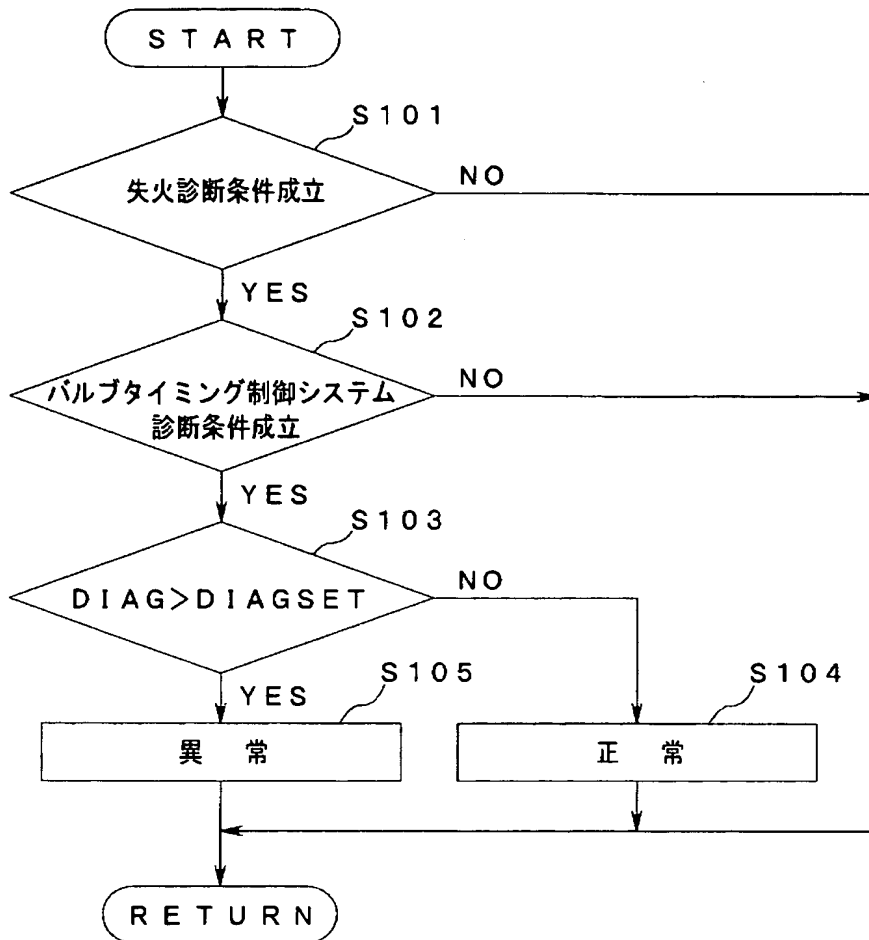 START
S101
失火診断条件成立
NO
YES
S102
バルブタイミング制御システム
診断条件成立
NO
YES
S103
DIAG>DIAGSET
NO
YES
S105
異常
S104
正常
RETURN